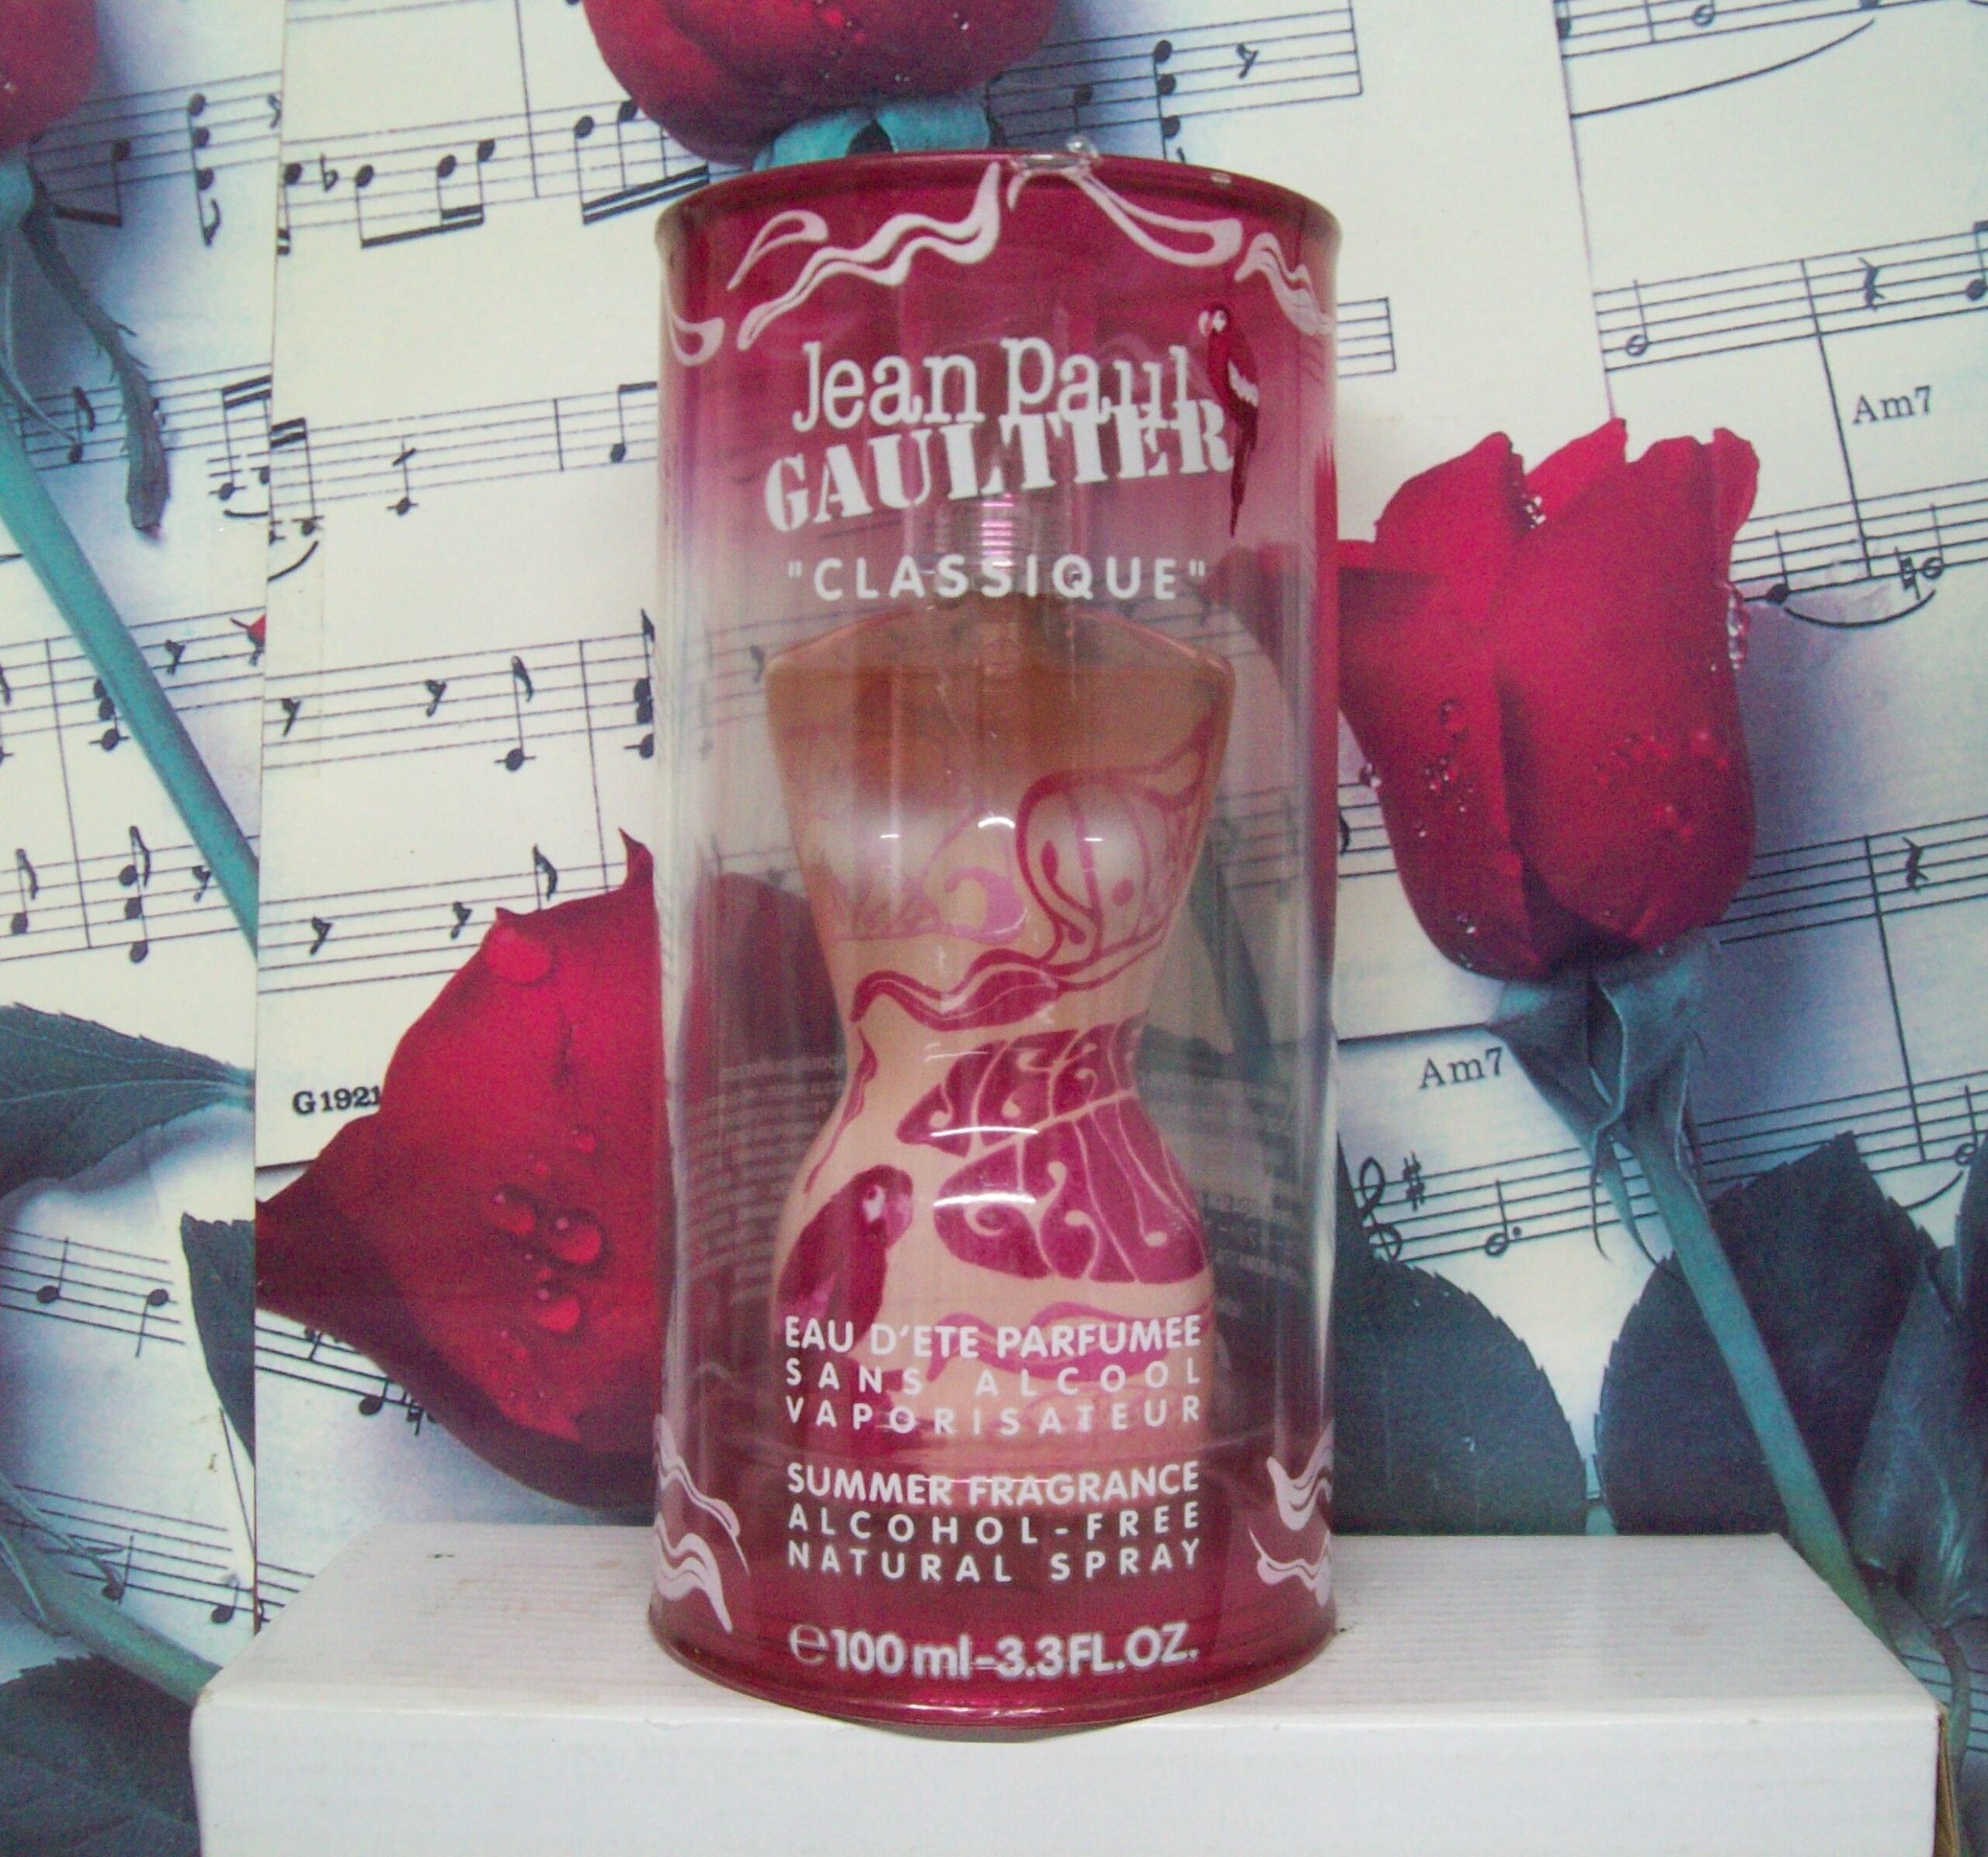 Jean Paul
GAULTIER
"CLASSIQUE"
EAU D'ETE PARFUMEE
SANS ALCOOL
VAPORISATEUR
SUMMER FRAGRANCE
ALCOHOL-FREE
NATURAL SPRAY
℮100 ml-3.3FL.OZ.
Am7
Am7
G1921